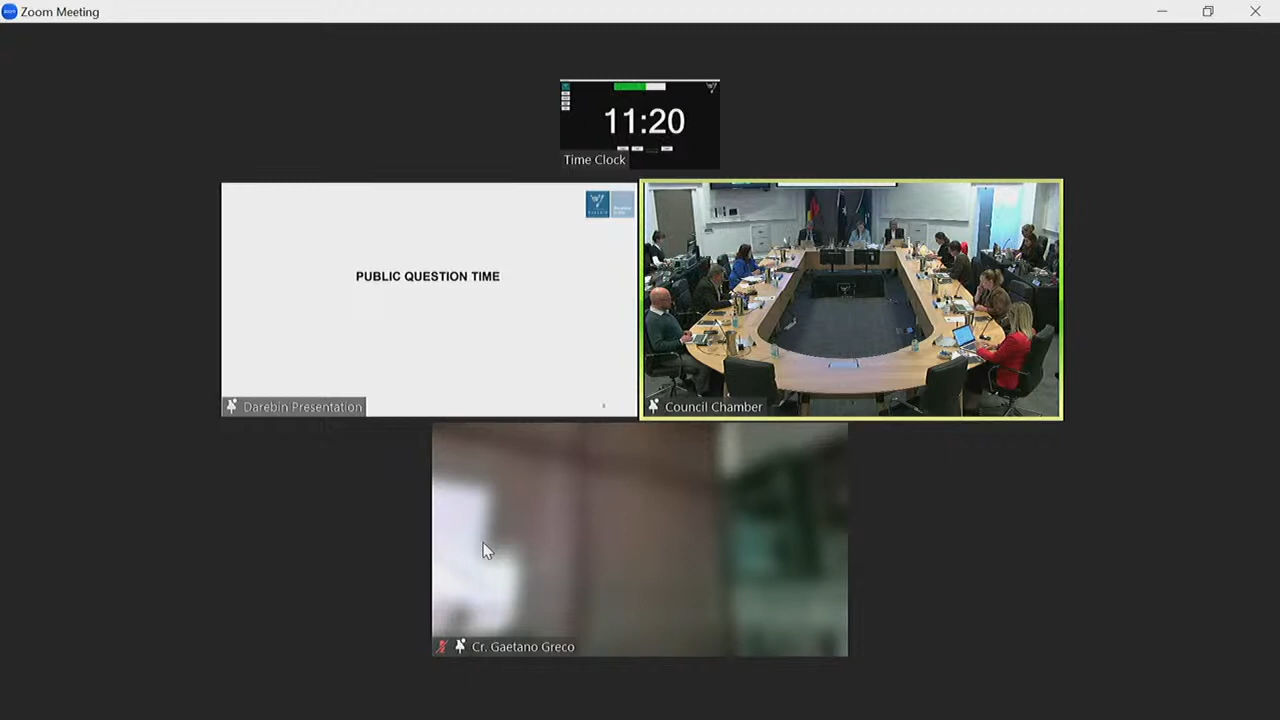 Zoom Meeting
11:20
Time Clock
PUBLIC QUESTION TIME
Darebin Presentation
Council Chamber
Cr. Gaetano Greco